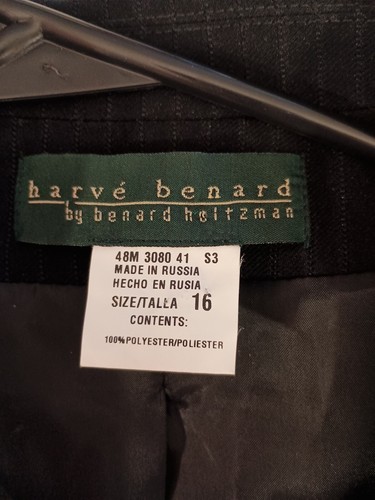 harvé benard
by benard holtzman
48M 3080 41 S3
MADE IN RUSSIA
HECHO EN RUSIA
SIZE/TALLA 16
CONTENTS:
100%POLYESTER/POLIESTER